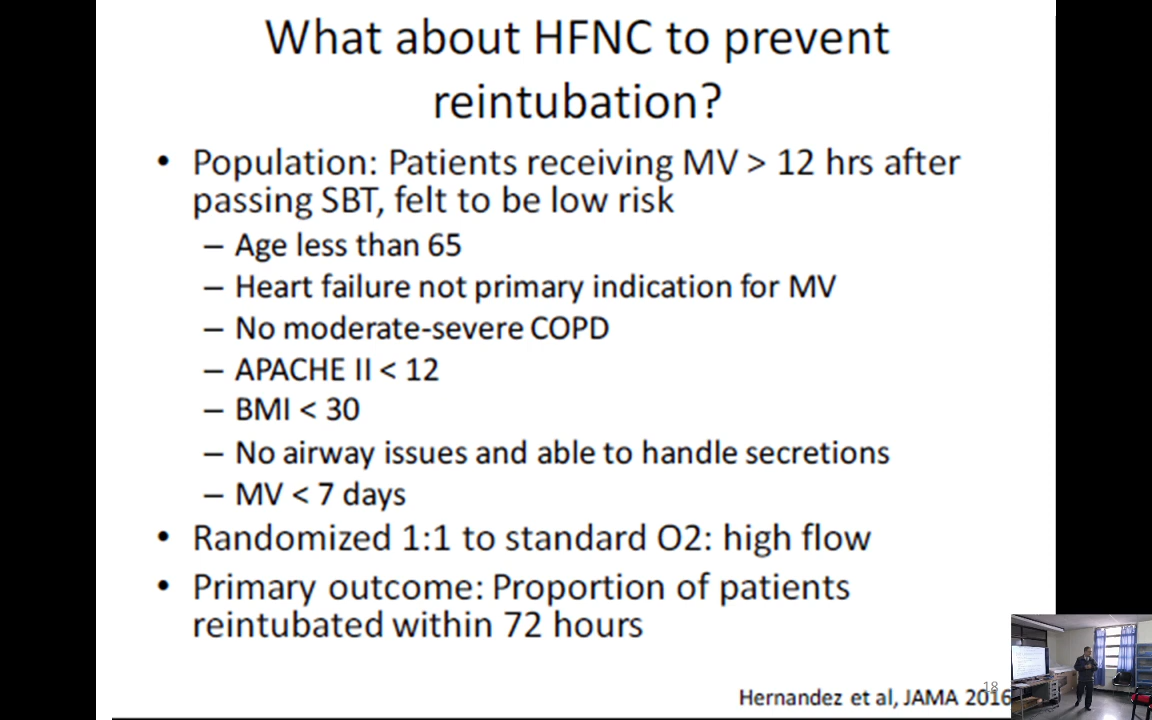 What about HFNC to prevent
reintubation?
• Population: Patients receiving MV > 12 hrs after
passing SBT, felt to be low risk
– Age less than 65
– Heart failure not primary indication for MV
– No moderate-severe COPD
– APACHE II < 12
– BMI < 30
– No airway issues and able to handle secretions
– MV < 7 days
• Randomized 1:1 to standard O2: high flow
• Primary outcome: Proportion of patients
reintubated within 72 hours
18
Hernandez et al, JAMA 2016